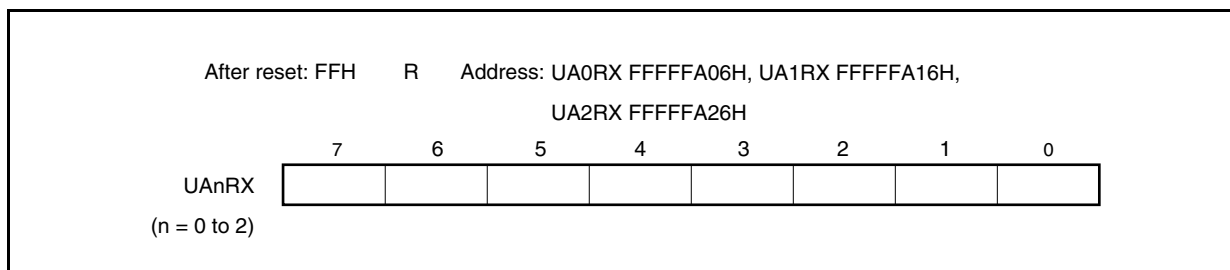 After reset: FFH R Address: UA0RX FFFFFA06H, UA1RX FFFFFA16H,
UA2RX FFFFFA26H
7 6 5 4 3 2 1 0
UAnRX
(n = 0 to 2)